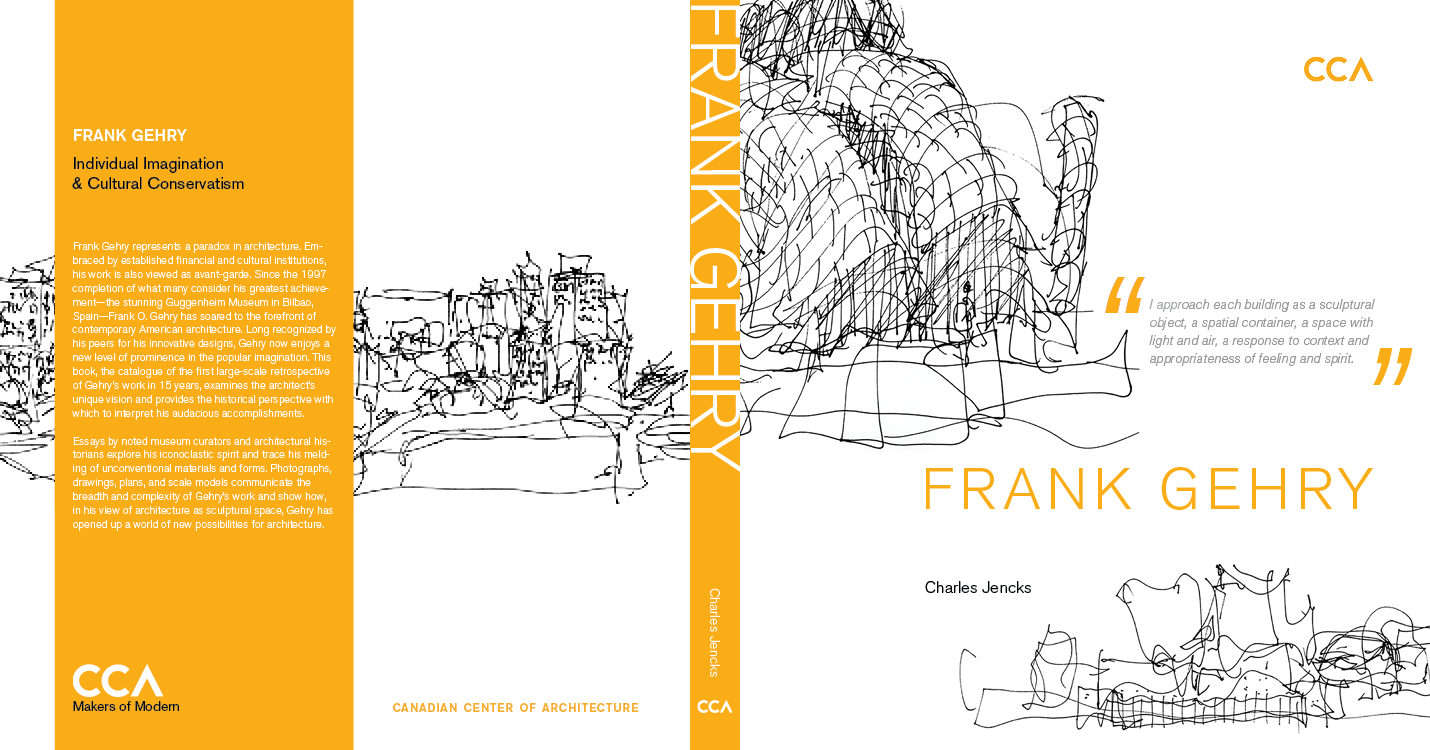 FRANK GEHRY
Individual Imagination
& Cultural Conservatism
Frank Gehry represents a paradox in architecture. Em-
braced by established financial and cultural institutions,
his work is also viewed as avant-garde. Since the 1997
completion of what many consider his greatest achieve-
ment—the stunning Guggenheim Museum in Bilbao,
Spain—Frank O. Gehry has soared to the forefront of
contemporary American architecture. Long recognized by
his peers for his innovative designs, Gehry now enjoys a
new level of prominence in the popular imagination. This
book, the catalogue of the first large-scale retrospective
of Gehry's work in 15 years, examines the architect's
unique vision and provides the historical perspective with
which to interpret his audacious accomplishments.
Essays by noted museum curators and architectural his-
torians explore his iconoclastic spirit and trace his meld-
ing of unconventional materials and forms. Photographs,
drawings, plans, and scale models communicate the
breadth and complexity of Gehry's work and show how,
in his view of architecture as sculptural space, Gehry has
opened up a world of new possibilities for architecture.
CCA
Makers of Modern
CANADIAN CENTER OF ARCHITECTURE
FRANK GEHRY
Charles Jencks
CCA
CCA
“I approach each building as a sculptural
object, a spatial container, a space with
light and air, a response to context and
appropriateness of feeling and spirit.”
FRANK GEHRY
Charles Jencks